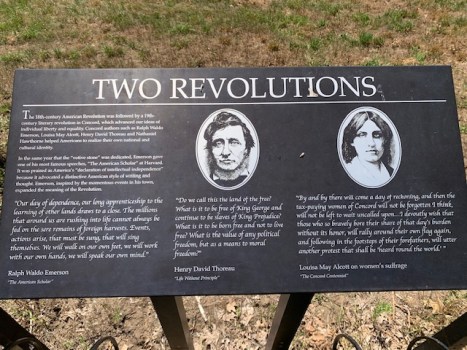 TWO REVOLUTIONS
The 18th-century American Revolution was followed by a 19th-
century literary revolution in Concord, which advanced our ideas of
individual liberty and equality. Concord authors such as Ralph Waldo
Emerson, Louisa May Alcott, Henry David Thoreau and Nathaniel
Hawthorne helped Americans to realize their own national and
cultural identity.
In the same year that the "votive stone" was dedicated, Emerson gave
one of his most famous speeches, "The American Scholar" at Harvard.
It was praised as America's "declaration of intellectual independence"
because it advocated a distinctive American style of writing and
thought. Emerson, inspired by the momentous events in his town,
expanded the meaning of the Revolution.
"Our day of dependence, our long apprenticeship to the
learning of other lands draws to a close. The millions
that around us are rushing into life cannot always be
fed on the sere remains of foreign harvests. Events,
actions arise, that must be sung, that will sing
themselves. We will walk on our own feet, we will work
with our own hands, we will speak our own mind."
Ralph Waldo Emerson
"The American Scholar"
"Do we call this the land of the free?
What is it to be free of King George and
continue to be slaves of King Prejudice?
What is it to be born free and not to live
free? What is the value of any political
freedom, but as a means to moral
freedom?"
Henry David Thoreau
"Life Without Principle"
"By and by there will come a day of reckoning, and then the
tax-paying women of Concord will not be forgotten I think,
will not be left to wait uncalled upon...I devoutly wish that
those who so bravely bore their share of that day's burden
without its honor, will rally around their own flag again,
and following in the footsteps of their forefathers, will utter
another protest that shall be 'heard round the world.' "
Louisa May Alcott on women's suffrage
"The Concord Centennial"